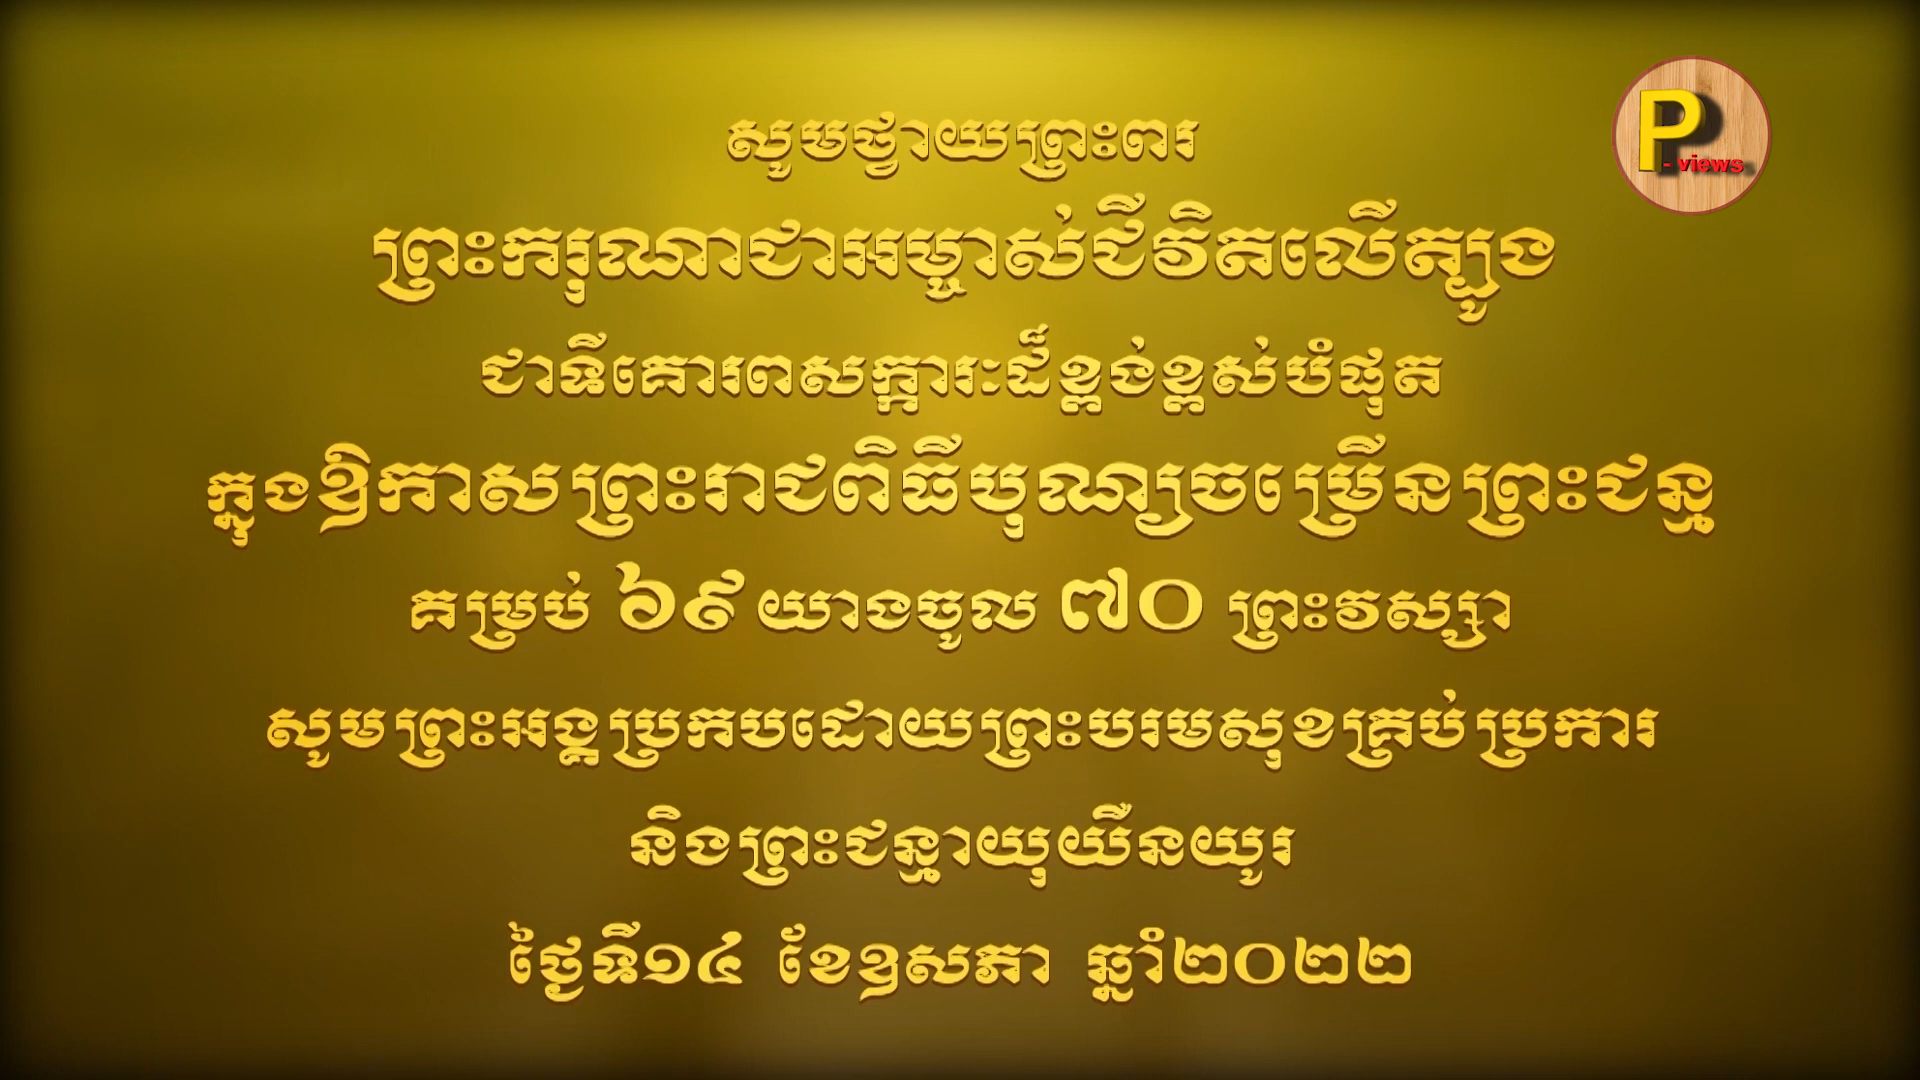 សូមថ្វាយព្រះពរ
ព្រះករុណាជាអម្ចាស់ជីវិតលើត្បូង
ជាទីគោរពសក្ការៈដ៏ខ្ពង់ខ្ពស់បំផុត
ក្នុងឱកាសព្រះរាជពិធីបុណ្យចម្រើនព្រះជន្ម
គម្រប់ ៦៩ យាងចូល ៧០ ព្រះវស្សា
សូមព្រះអង្គប្រកបដោយព្រះបរមសុខគ្រប់ប្រការ
និងព្រះជន្មាយុយឺនយូរ
ថ្ងៃទី១៤ ខែឧសភា ឆ្នាំ២០២២
P - views